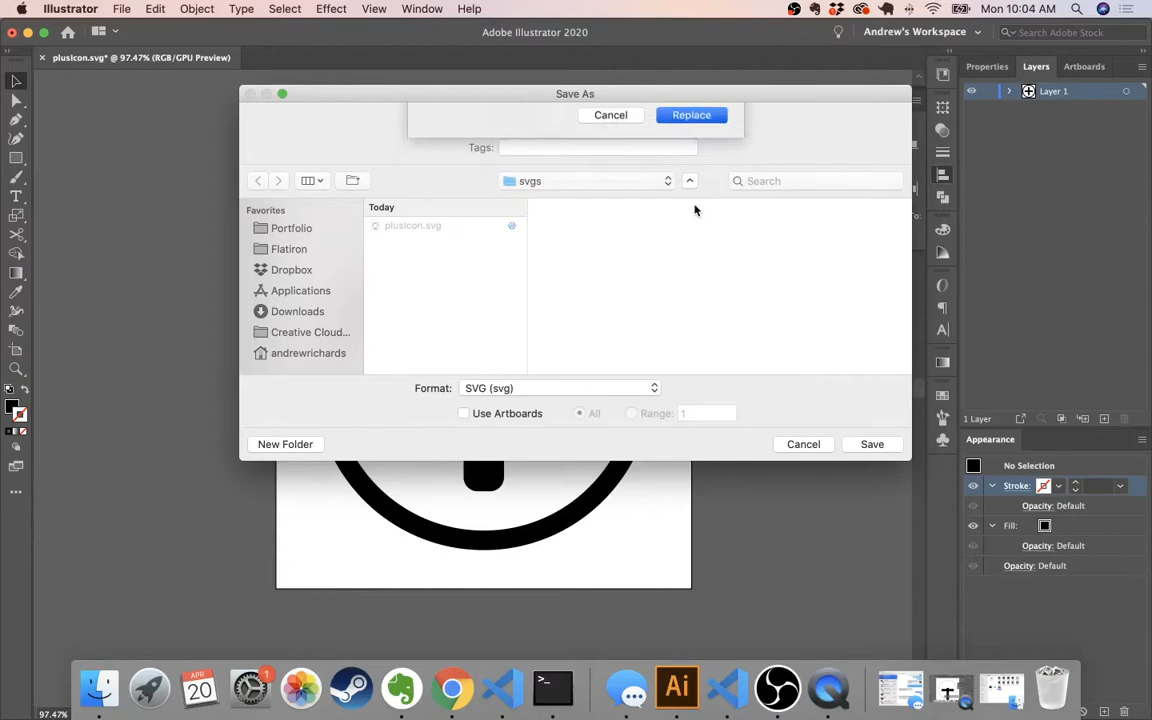 Illustrator File Edit Object Type Select Effect View Window Help
Mon 10:04 AM
Adobe Illustrator 2020
Andrew's Workspace
Search Adobe Stock
plusIcon.svg* @ 97.47% (RGB/GPU Preview)
Properties Layers Artboards
Layer 1
Save As
Cancel Replace
Tags:
svgs
Search
Favorites
Portfolio
Flatiron
Dropbox
Applications
Downloads
Creative Cloud...
andrewrichards
Today
plusIcon.svg
Format: SVG (svg)
Use Artboards All Range: 1
New Folder Cancel Save
1 Layer
Appearance
No Selection
Stroke:
Opacity: Default
Fill:
Opacity: Default
Opacity: Default
APR
20
1
Ai
97.47%